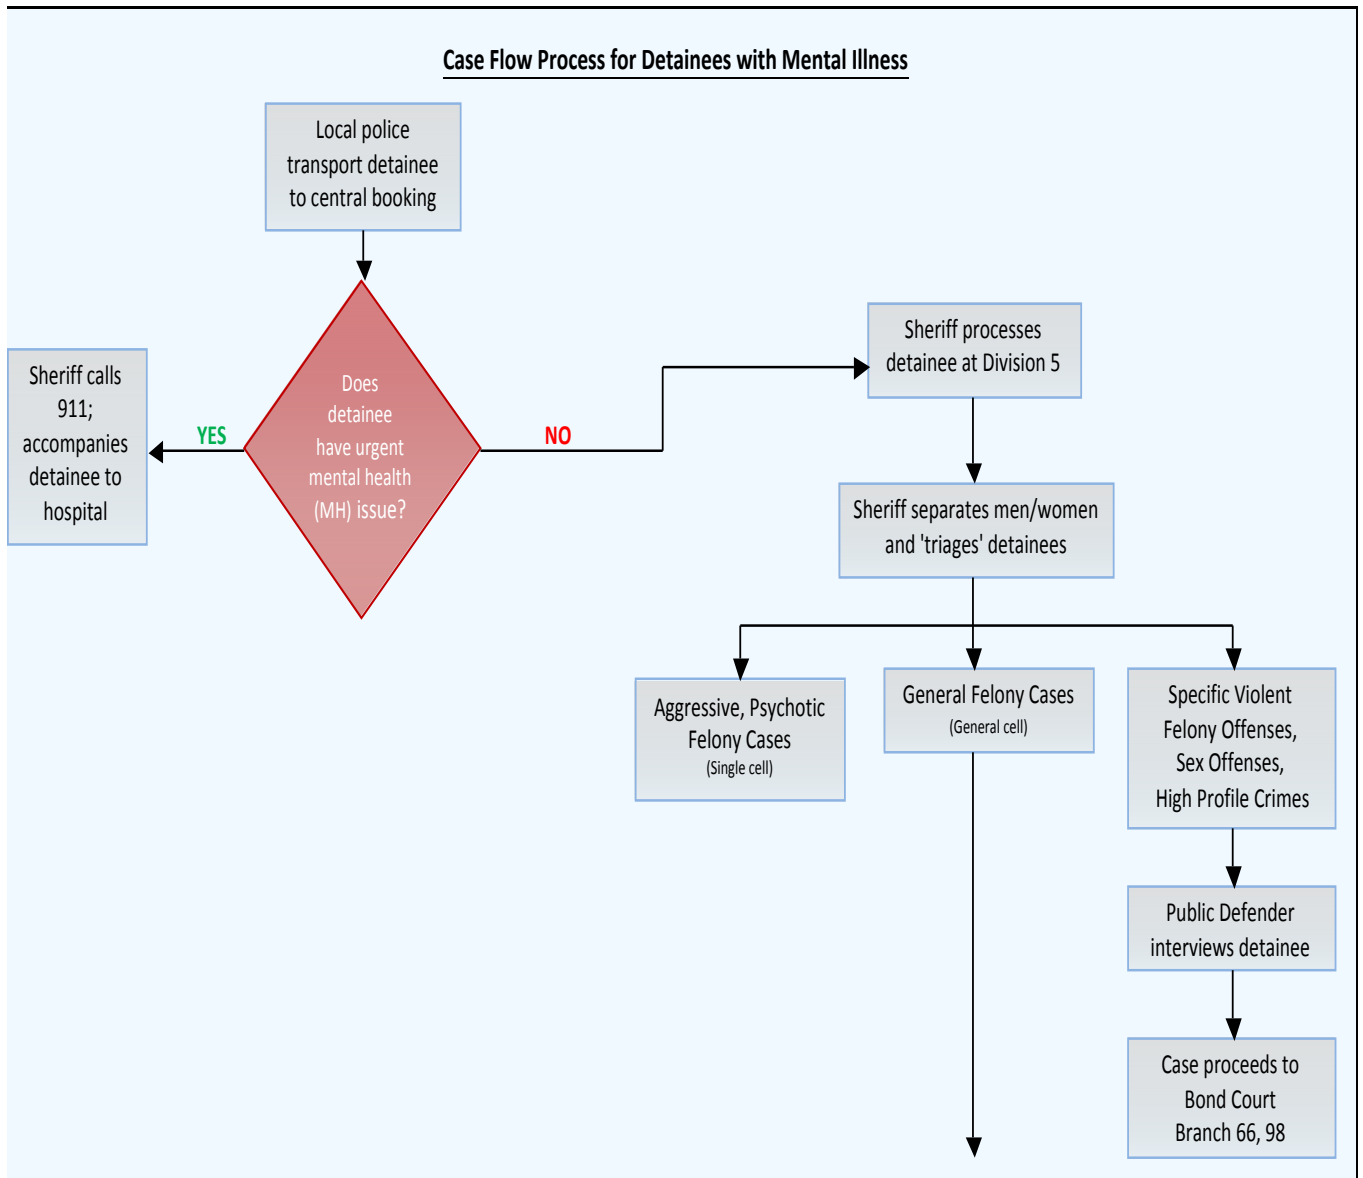 Case Flow Process for Detainees with Mental Illness
Local police
transport detainee
to central booking
Does
detainee
have urgent
mental health
(MH) issue?
YES
NO
Sheriff calls
911;
accompanies
detainee to
hospital
Sheriff processes
detainee at Division 5
Sheriff separates men/women
and 'triages' detainees
Aggressive, Psychotic
Felony Cases
(Single cell)
General Felony Cases
(General cell)
Specific Violent
Felony Offenses,
Sex Offenses,
High Profile Crimes
Public Defender
interviews detainee
Case proceeds to
Bond Court
Branch 66, 98